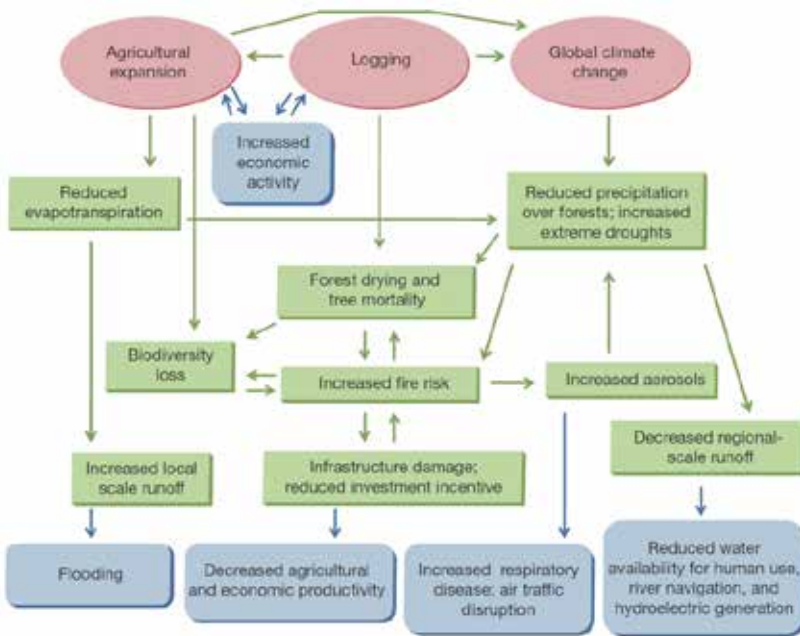 Agricultural
expansion
Logging
Global climate
change
Increased
economic
activity
Reduced
evapotranspiration
Reduced precipitation
over forests; increased
extreme droughts
Forest drying and
tree mortality
Biodiversity
loss
Increased fire risk
Increased aerosols
Increased local
scale runoff
Infrastructure damage;
reduced investment incentive
Decreased regional-
scale runoff
Flooding
Decreased agricultural
and economic productivity
Increased respiratory
disease; air traffic
disruption
Reduced water
availability for human use,
river navigation, and
hydroelectric generation